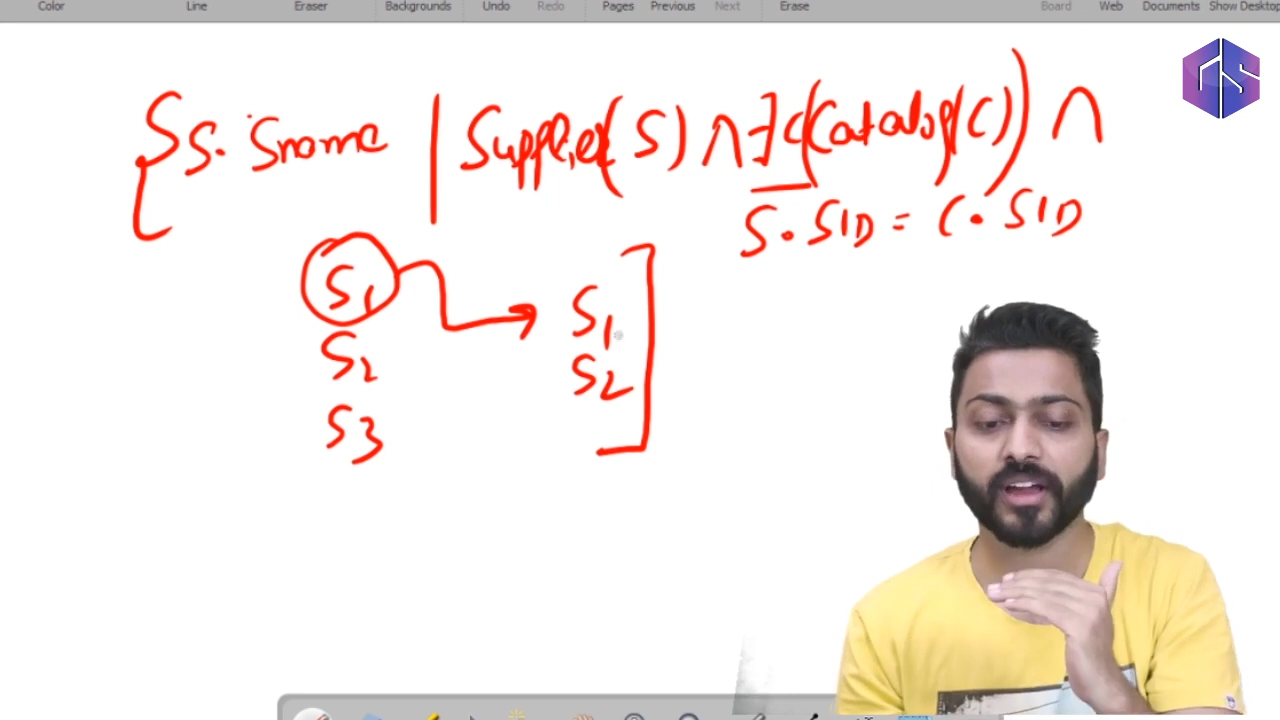 Color Line Eraser Backgrounds Undo Redo Pages Previous Next Erase Board Web Documents Show Desktop
{S.Sname | Supplier(S) ∧ ∃C(Catalog(C)) ∧
S.SID = C.SID
S1 S1
S2 S2
S3